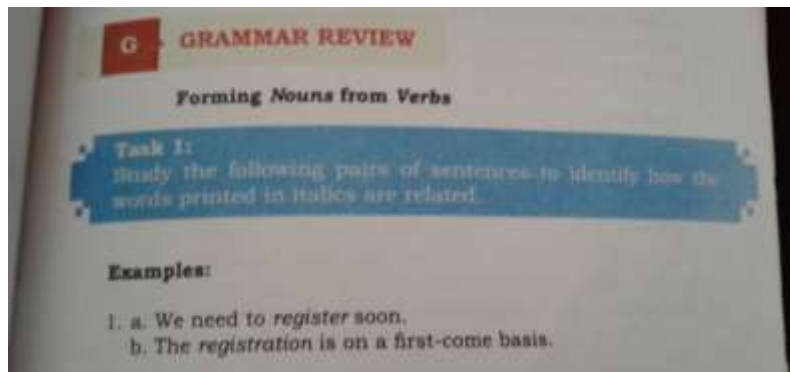 G GRAMMAR REVIEW
Forming Nouns from Verbs
Task 1:
Study the following pairs of sentences to identify how the
words printed in italics are related.
Examples:
1. a. We need to register soon.
b. The registration is on a first-come basis.